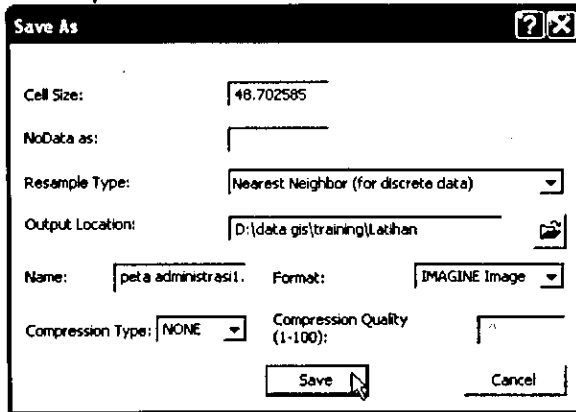 Save As
Cell Size: 48.702585
NoData as:
Resample Type: Nearest Neighbor (for discrete data)
Output Location: D:\data gis\training\Latihan
Name: peta administrasi1. Format: IMAGINE Image
Compression Type: NONE Compression Quality
(1-100):
Save Cancel